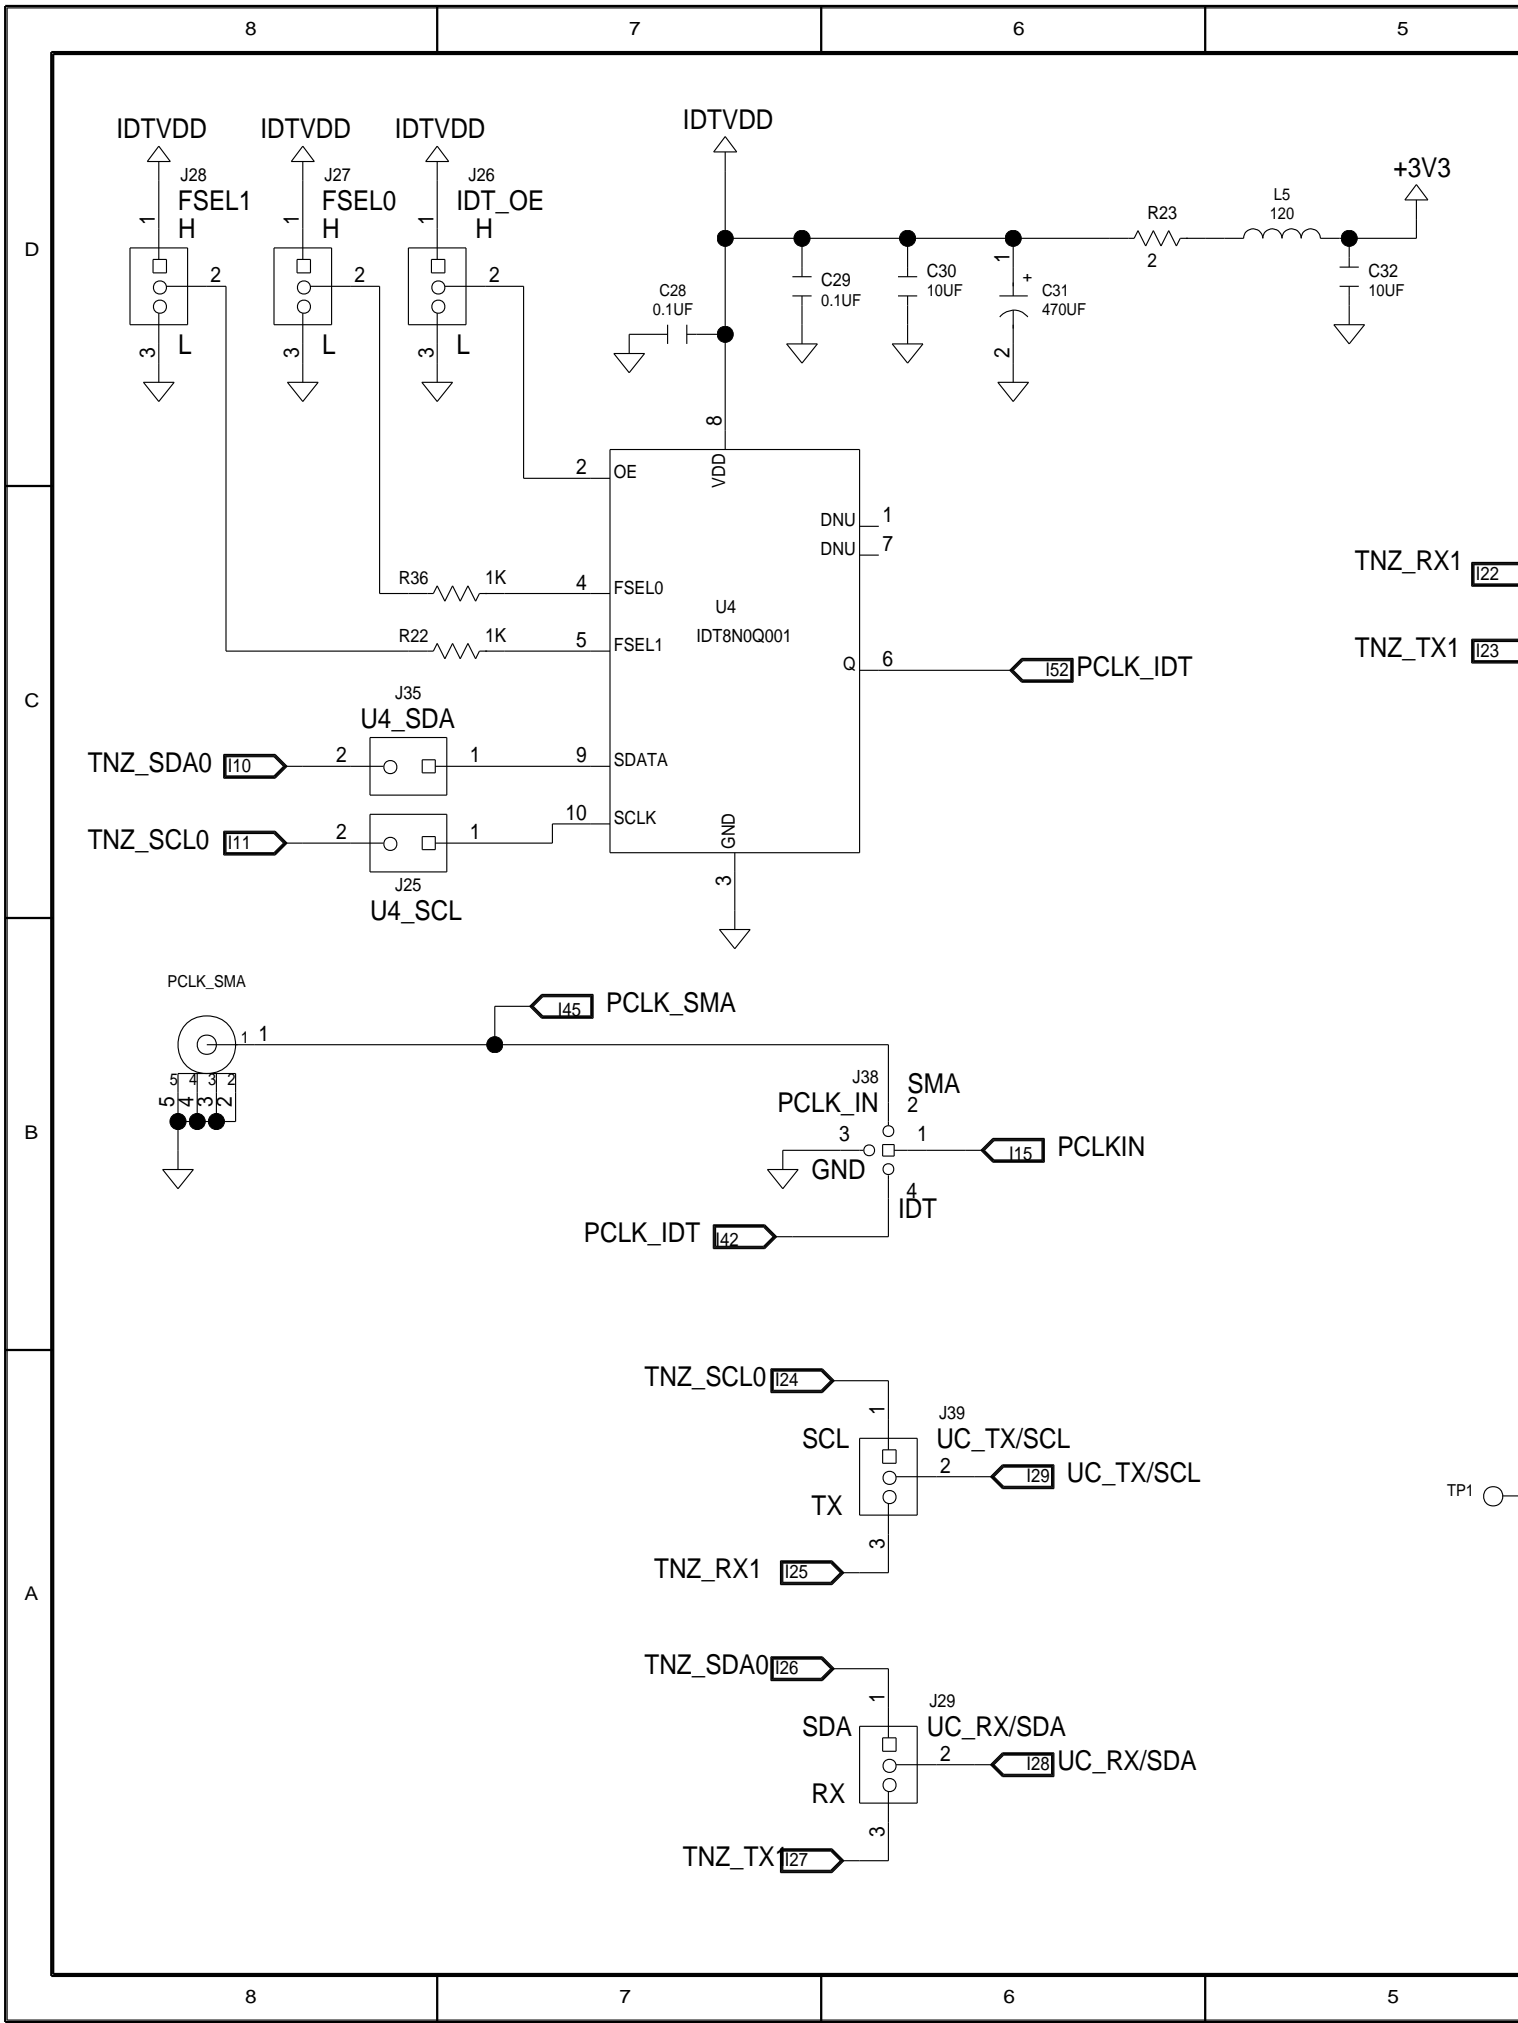 8 7 6 5
D
C
B
A
IDTVDD
IDTVDD
IDTVDD
IDTVDD
J28
FSEL1
H
1
2
3
L
J27
FSEL0
H
1
2
3
L
J26
IDT_OE
H
1
2
3
L
+3V3
L5
120
R23
2
C28
0.1UF
C29
0.1UF
C30
10UF
1
+
C31
470UF
2
C32
10UF
8
VDD
2 OE
DNU 1
DNU 7
R36 1K 4 FSEL0
R22 1K 5 FSEL1
U4
IDT8N0Q001
Q 6
I52 PCLK_IDT
TNZ_RX1 I22
TNZ_TX1 I23
J35
U4_SDA
TNZ_SDA0 I10 2 1 9 SDATA
TNZ_SCL0 I11 2 1 10 SCLK
J25
U4_SCL
GND
3
PCLK_SMA
1 1
5 4 3 2
5 4 3 2
I45 PCLK_SMA
J38
PCLK_IN
SMA
2
3
1
GND
4
IDT
I15 PCLKIN
PCLK_IDT I42
TNZ_SCL0 I24
1
SCL
J39
UC_TX/SCL
2
I29 UC_TX/SCL
TX
3
TNZ_RX1 I25
TP1
TNZ_SDA0 I26
1
SDA
J29
UC_RX/SDA
2
I28 UC_RX/SDA
RX
3
TNZ_TX1 I27
8 7 6 5